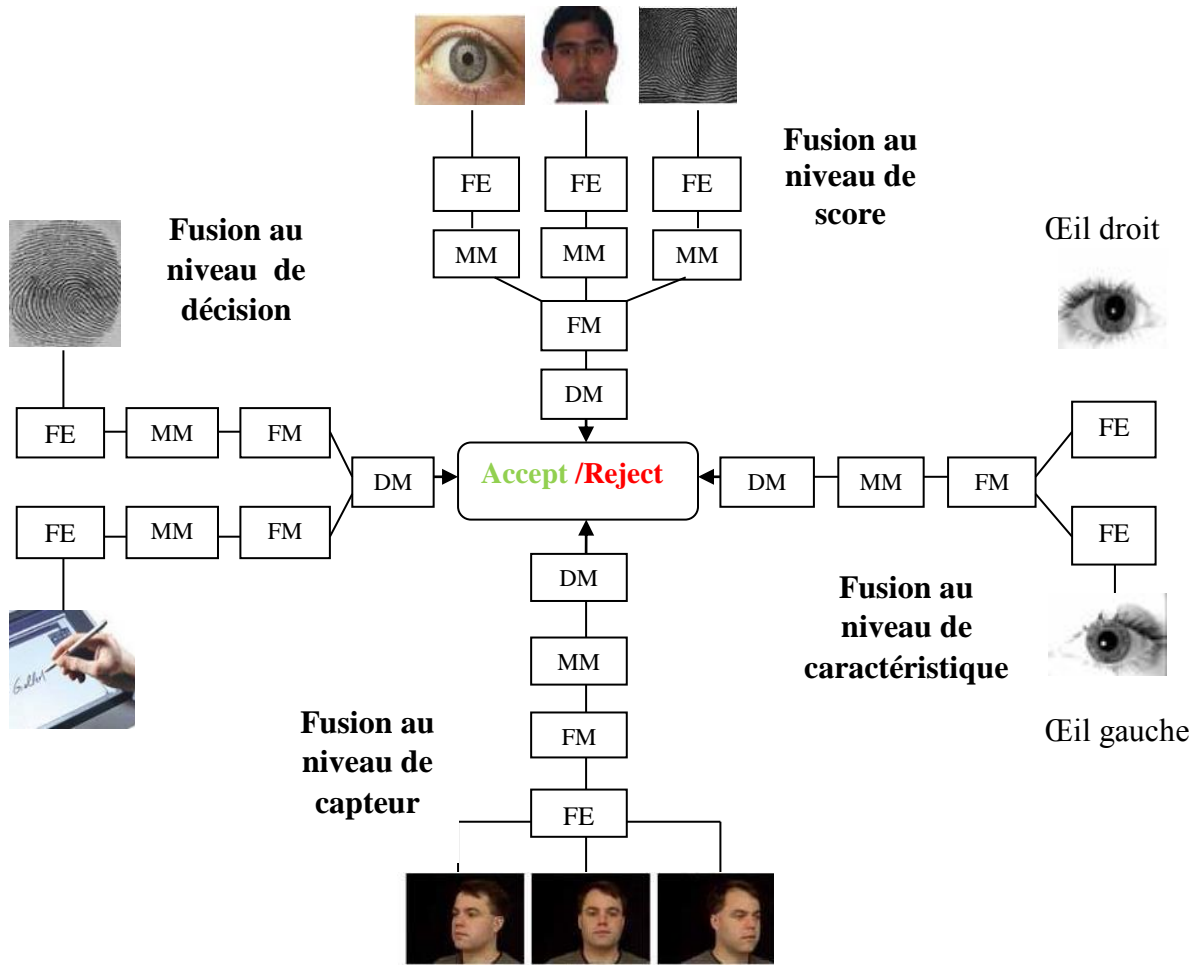 FE
FE
FE
Fusion au
niveau de
score
MM
MM
MM
FM
DM
Fusion au
niveau de
décision
FE
MM
FM
FE
MM
FM
DM
Accept /Reject
Œil droit
FE
DM
MM
FM
FE
Fusion au
niveau de
caractéristique
Œil gauche
DM
MM
FM
FE
Fusion au
niveau de
capteur